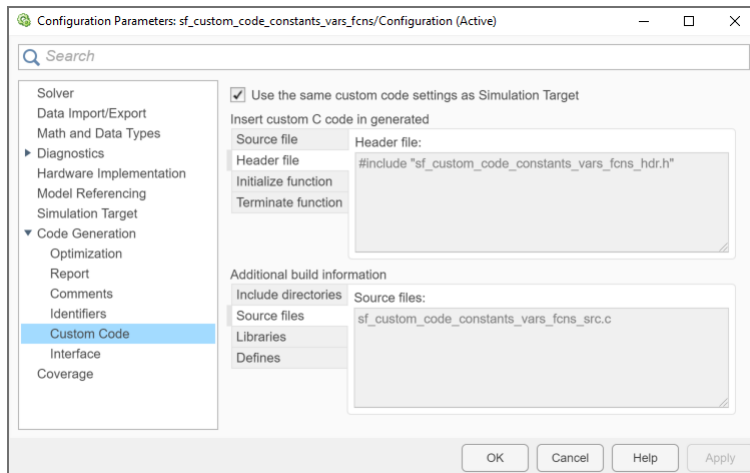 Configuration Parameters: sf_custom_code_constants_vars_fcns/Configuration (Active)
Search
Solver
Data Import/Export
Math and Data Types
Diagnostics
Hardware Implementation
Model Referencing
Simulation Target
Code Generation
Optimization
Report
Comments
Identifiers
Custom Code
Interface
Coverage
Use the same custom code settings as Simulation Target
Insert custom C code in generated
Source file
Header file
Initialize function
Terminate function
Header file:
#include "sf_custom_code_constants_vars_fcns_hdr.h"
Additional build information
Include directories
Source files
Libraries
Defines
Source files:
sf_custom_code_constants_vars_fcns_src.c
OK
Cancel
Help
Apply